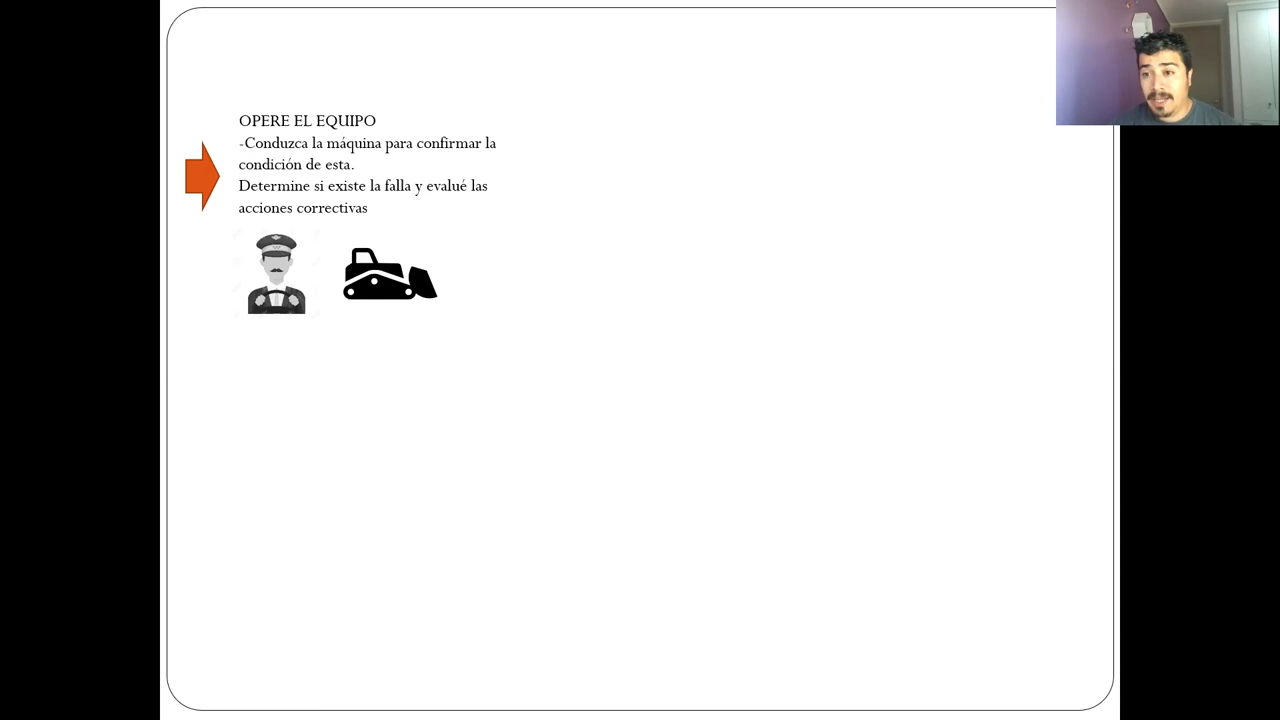 OPERE EL EQUIPO
-Conduzca la máquina para confirmar la
condición de esta.
Determine si existe la falla y evalué las
acciones correctivas